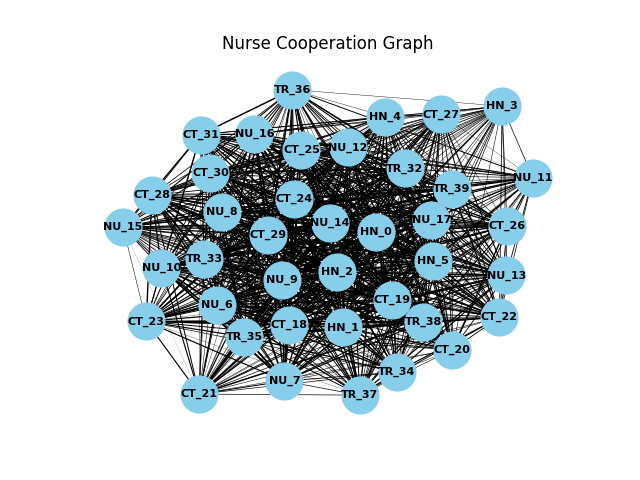 Nurse Cooperation Graph
TR_36
HN_3
CT_27
HN_4
CT_31
NU_16
NU_12
CT_25
TR_32
CT_30
NU_11
TR_39
CT_28
CT_24
NU_8
NU_17
NU_14
CT_26
NU_15
HN_0
CT_29
TR_33
HN_5
NU_10
HN_2
NU_13
NU_9
CT_19
NU_6
CT_22
CT_23
TR_38
CT_18
HN_1
TR_35
CT_20
TR_34
NU_7
CT_21
TR_37